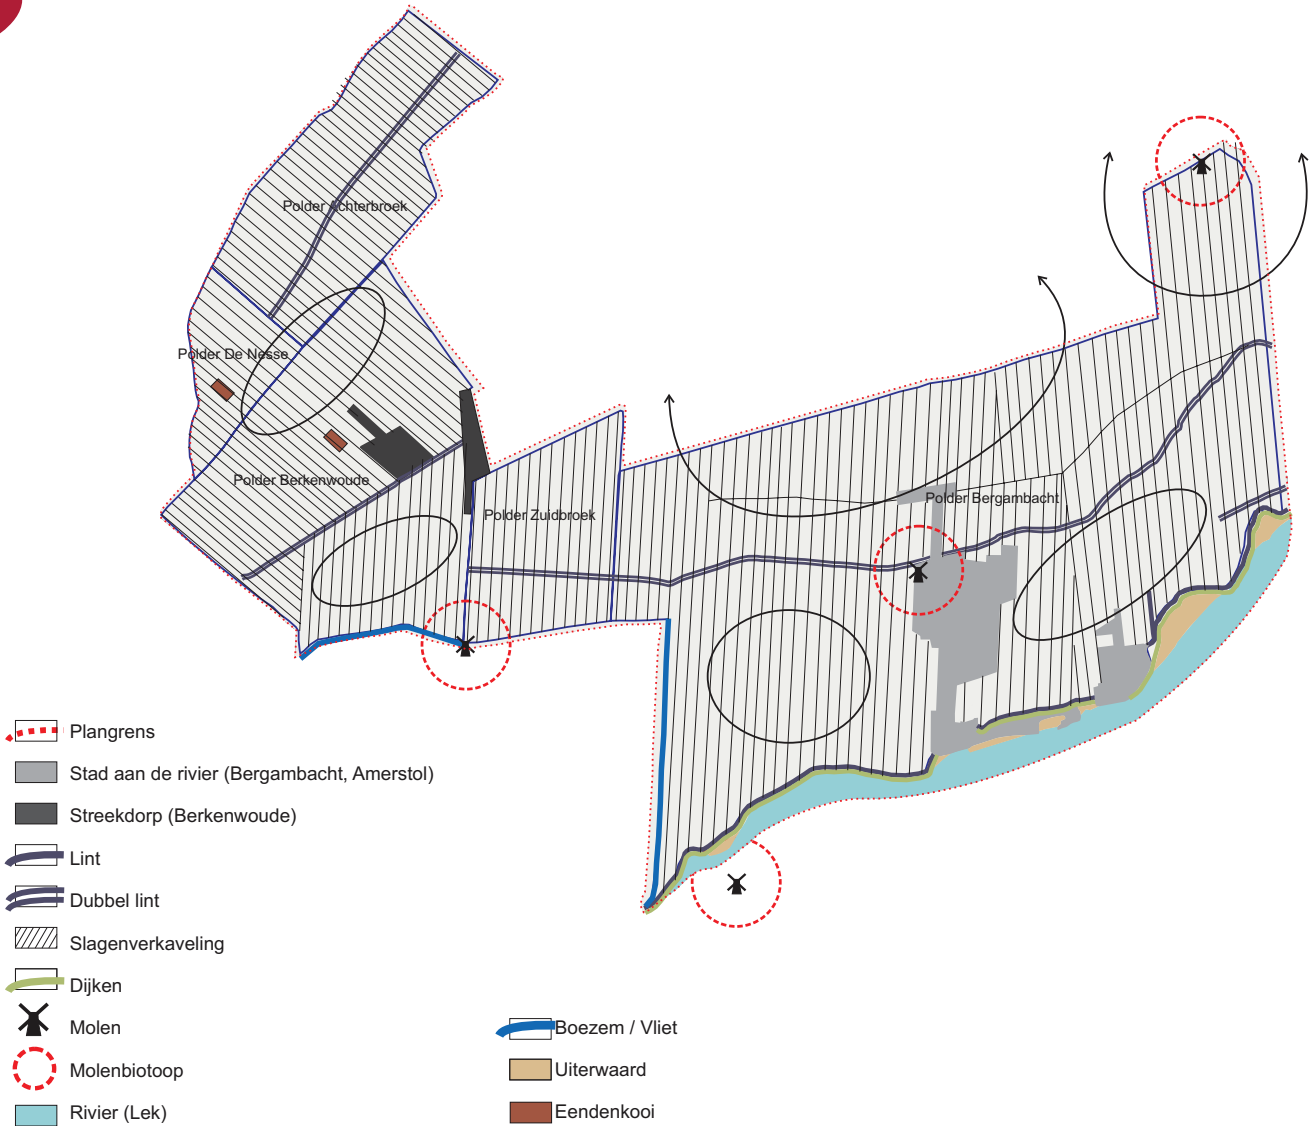 Polder Achterbroek
Polder De Nesse
Polder Berkenwoude
Polder Zuidbroek
Polder Bergambacht
Plangrens
Stad aan de rivier (Bergambacht, Amerstol)
Streekdorp (Berkenwoude)
Lint
Dubbel lint
Slagenverkaveling
Dijken
Molen
Molenbiotoop
Rivier (Lek)
Boezem / Vliet
Uiterwaard
Eendenkooi